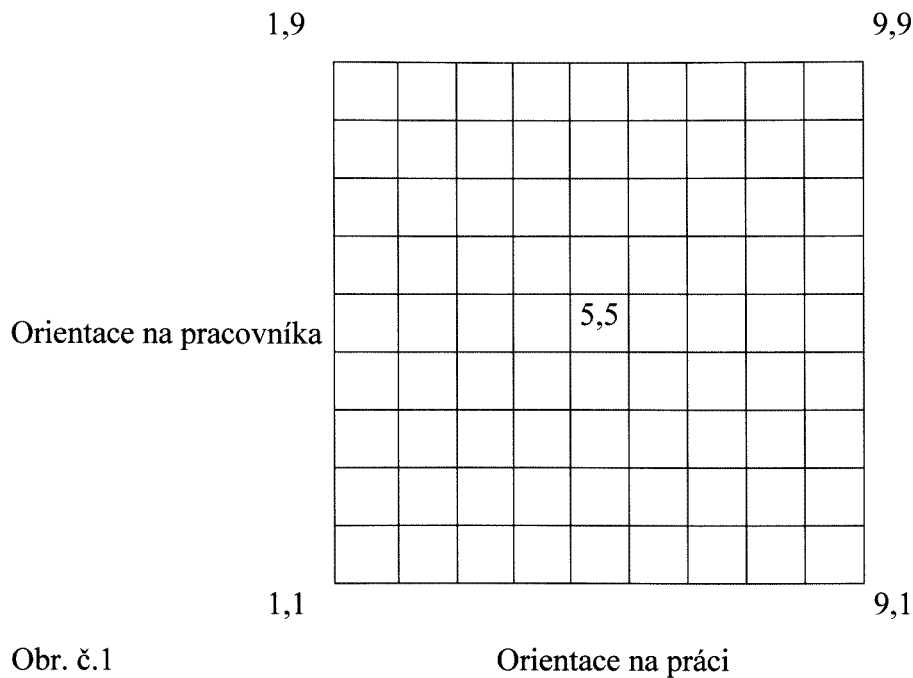 1,9 9,9
5,5
Orientace na pracovníka
1,1 9,1
Obr. č.1 Orientace na práci